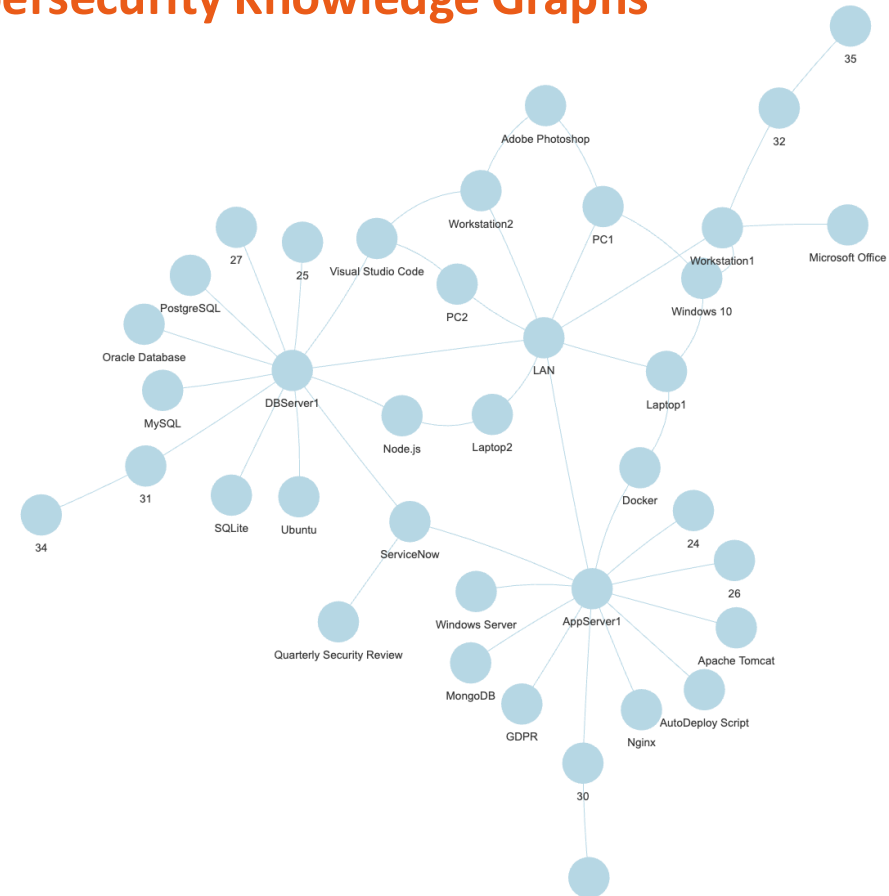 ersecurity Knowledge Graphs
35
32
Adobe Photoshop
Workstation2
PC1
Workstation1
Microsoft Office
27
25
Visual Studio Code
Windows 10
PostgreSQL
PC2
Oracle Database
LAN
DBServer1
Laptop1
MySQL
Node.js
Laptop2
31
Docker
SQLite
Ubuntu
34
24
ServiceNow
26
Windows Server
AppServer1
Quarterly Security Review
Apache Tomcat
MongoDB
AutoDeploy Script
GDPR
Nginx
30